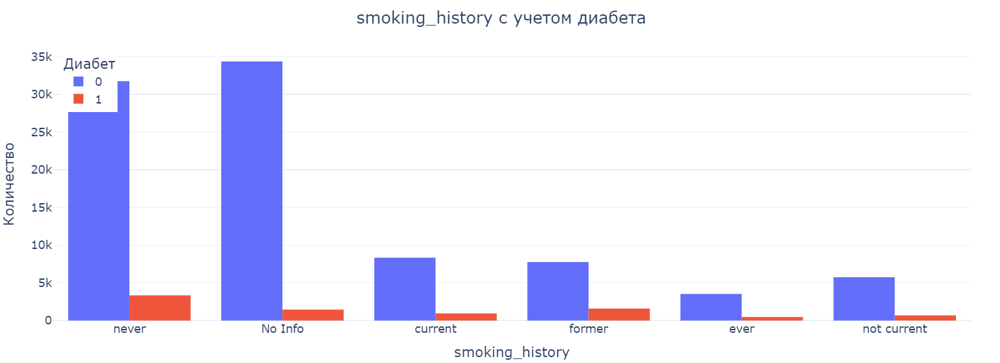 smoking_history с учетом диабета
Диабет
0
1
35k
30k
25k
20k
15k
10k
5k
0
Количество
never
No Info
current
former
ever
not current
smoking_history